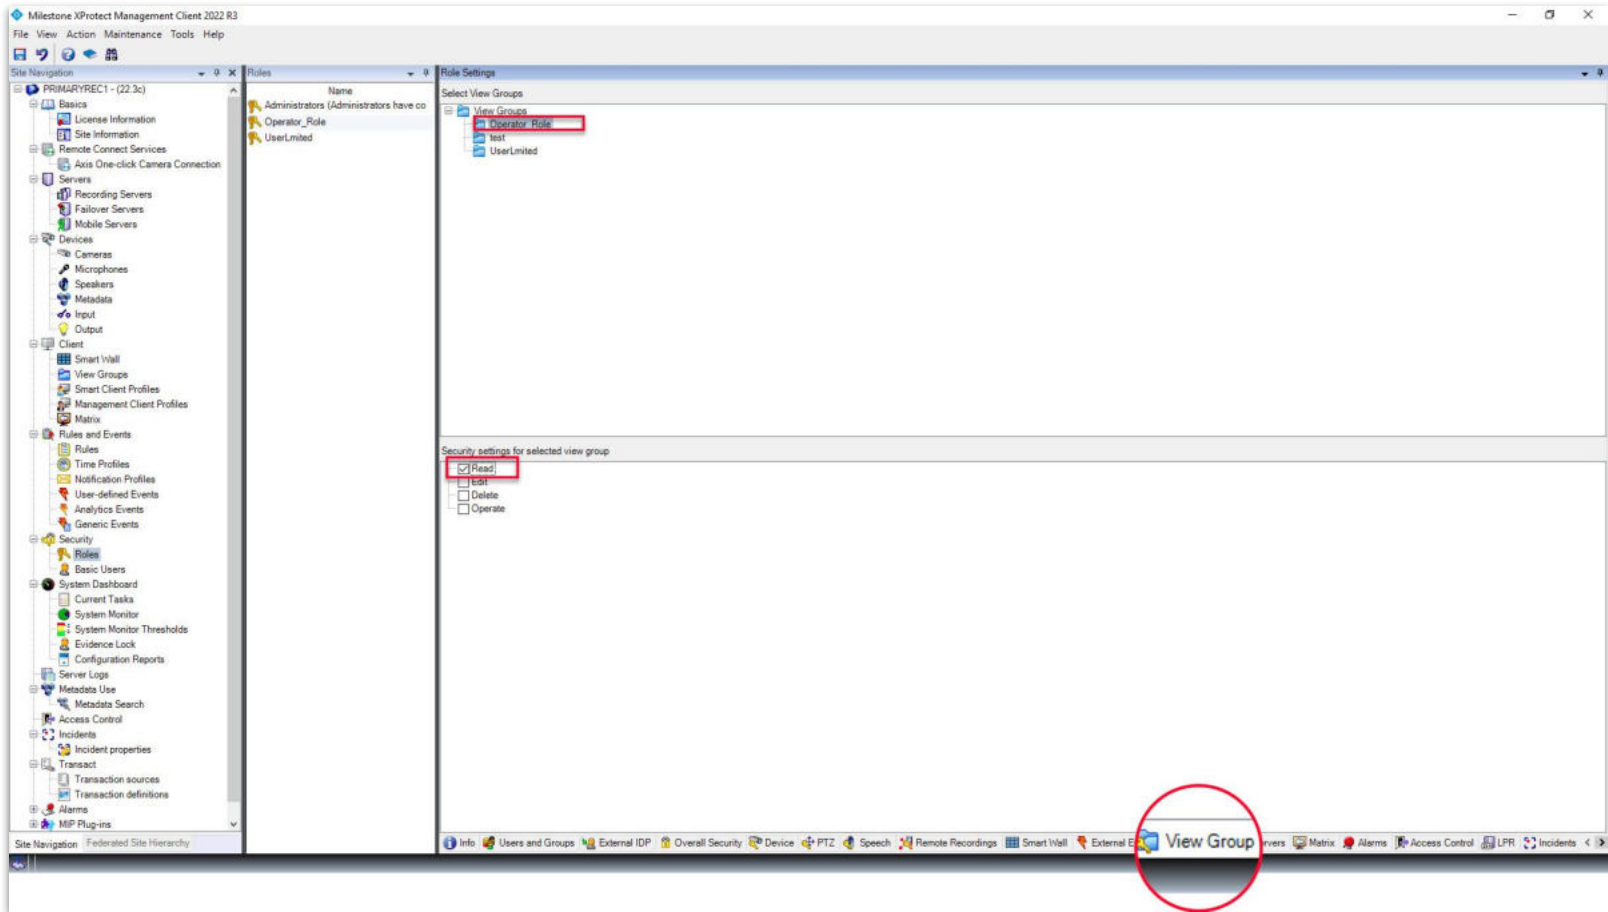 Milestone XProtect Management Client 2022 R3
File View Action Maintenance Tools Help
Site Navigation
PRIMARYREC1 - (22.3c)
Basics
License Information
Site Information
Remote Connect Services
Axis One-click Camera Connection
Servers
Recording Servers
Failover Servers
Mobile Servers
Devices
Cameras
Microphones
Speakers
Metadata
Input
Output
Client
Smart Wall
View Groups
Smart Client Profiles
Management Client Profiles
Matrix
Rules and Events
Rules
Time Profiles
Notification Profiles
User-defined Events
Analytics Events
Generic Events
Security
Roles
Basic Users
System Dashboard
Current Tasks
System Monitor
System Monitor Thresholds
Evidence Lock
Configuration Reports
Server Logs
Metadata Use
Metadata Search
Access Control
Incidents
Incident properties
Transact
Transaction sources
Transaction definitions
Alarms
MIP Plug-ins
Site Navigation Federated Site Hierarchy
Roles
Name
Administrators (Administrators have co
Operator_Role
UserLmited
Role Settings
Select View Groups
View Groups
Operator_Role
test
UserLmited
Security settings for selected view group
Read
Edit
Delete
Operate
Info Users and Groups External IDP Overall Security Device PTZ Speech Remote Recordings Smart Wall External E View Group rvers Matrix Alarms Access Control LPR Incidents